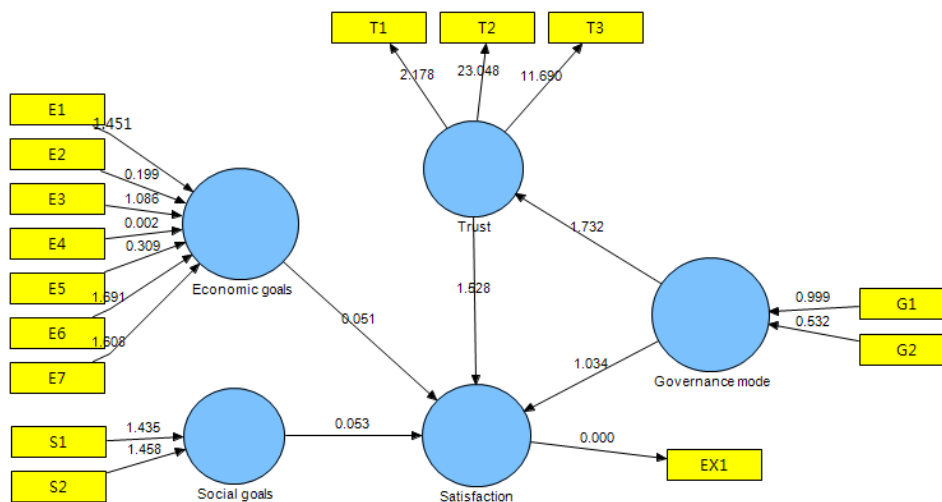 T1
T2
T3
2.178
23.048
11.690
E1
1.451
E2
0.199
E3
1.086
E4
0.002
0.309
E5
1.691
E6
1.608
E7
Economic goals
Trust
1.732
1.528
0.051
1.034
0.999
G1
0.532
G2
Governance mode
S1
1.435
1.458
S2
Social goals
0.053
Satisfaction
0.000
EX1